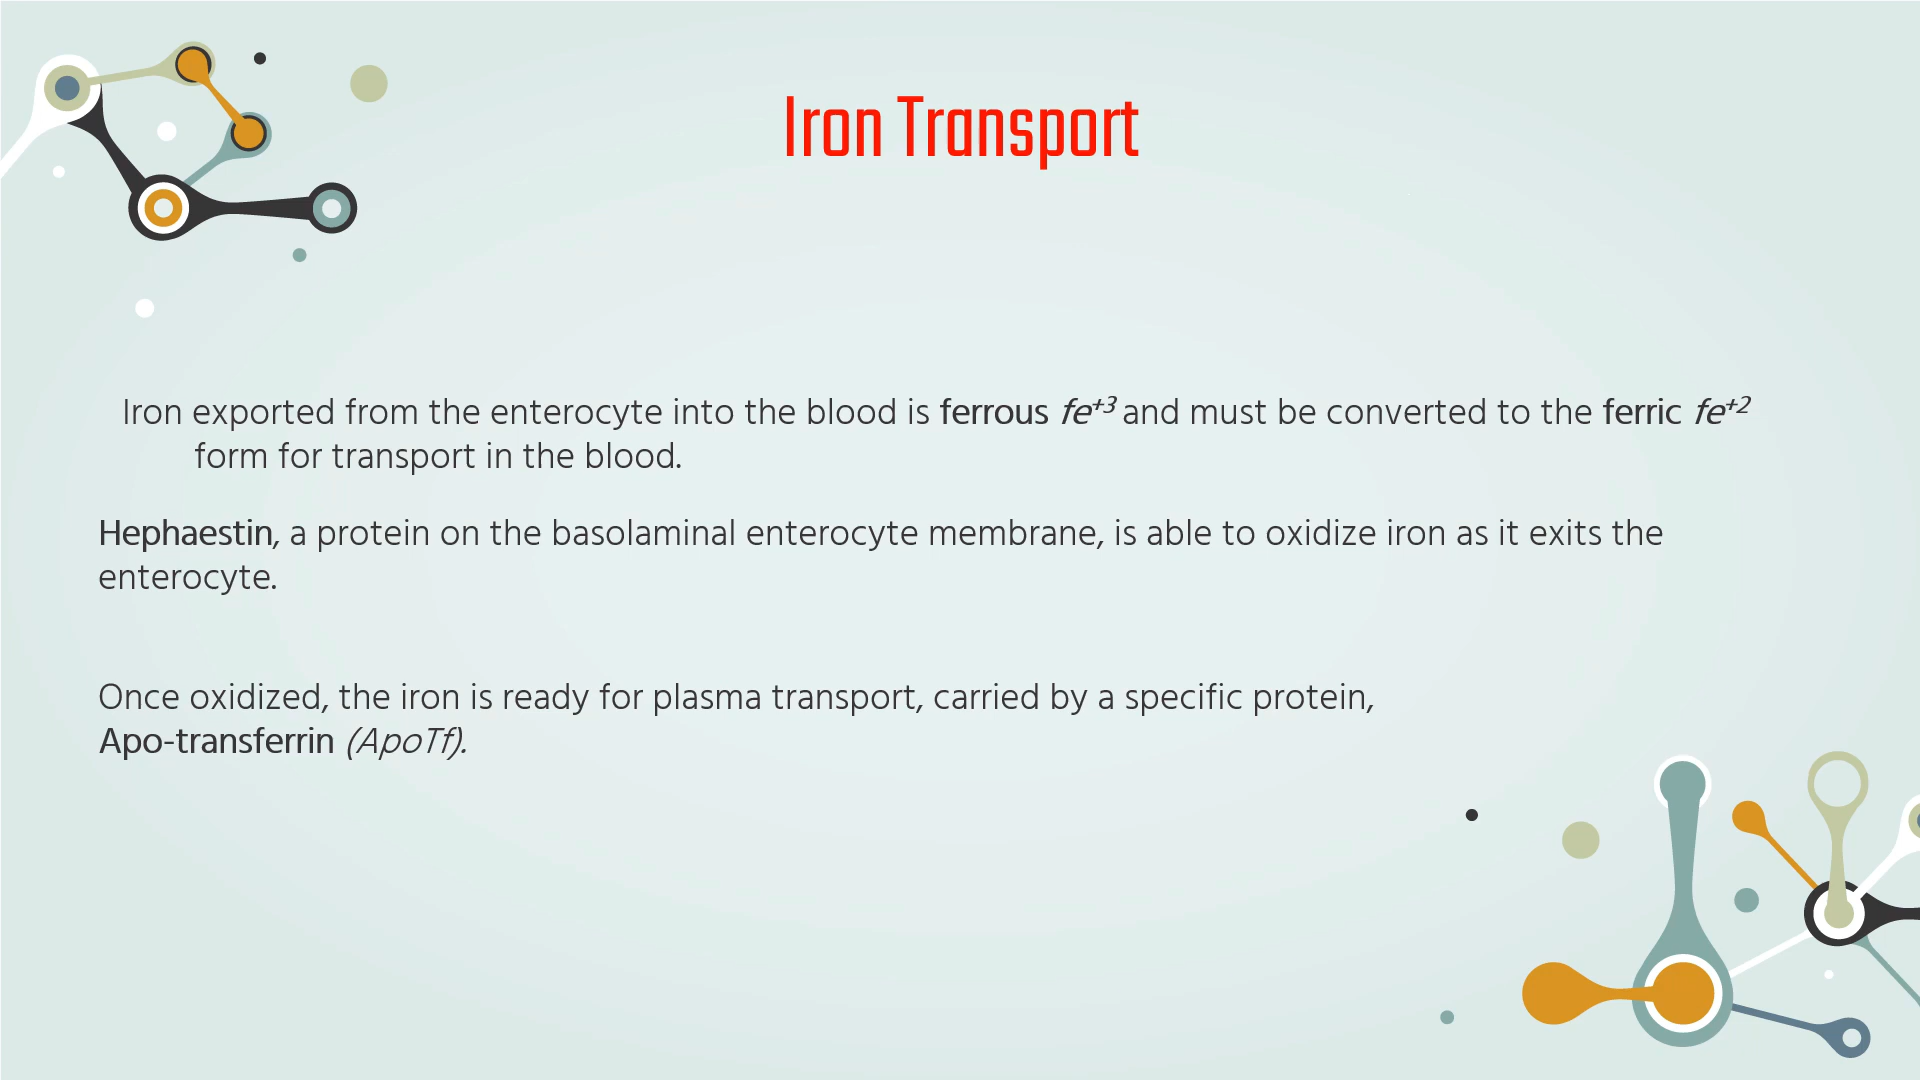 Iron Transport
Iron exported from the enterocyte into the blood is ferrous fe+3 and must be converted to the ferric fe+2
form for transport in the blood.
Hephaestin, a protein on the basolaminal enterocyte membrane, is able to oxidize iron as it exits the
enterocyte.
Once oxidized, the iron is ready for plasma transport, carried by a specific protein,
Apo-transferrin (ApoTf).